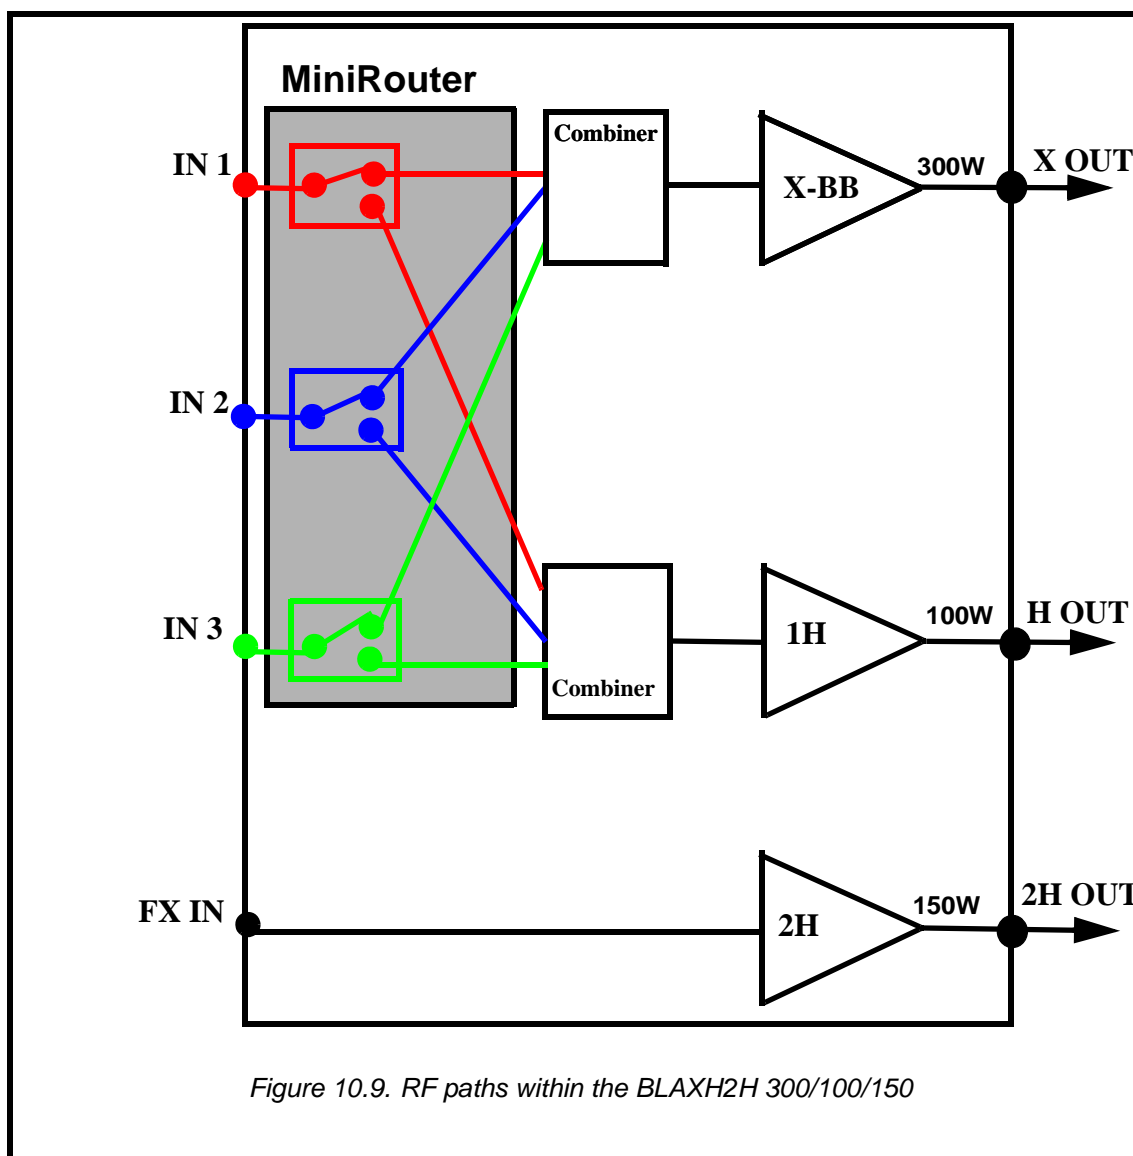 MiniRouter
Combiner
IN 1
X-BB
300W
X OUT
IN 2
IN 3
Combiner
1H
100W
H OUT
FX IN
2H
150W
2H OUT
Figure 10.9. RF paths within the BLAXH2H 300/100/150